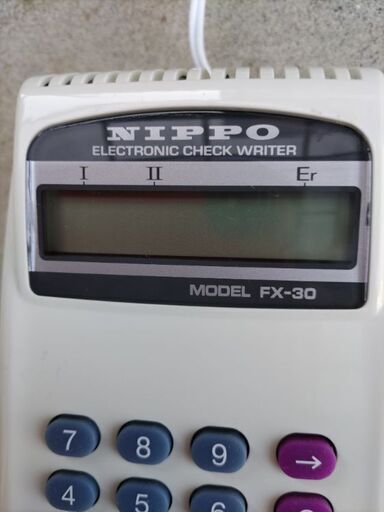 NIPPO
ELECTRONIC CHECK WRITER
I II Er
MODEL FX-30
7 8 9 →
4 5 6